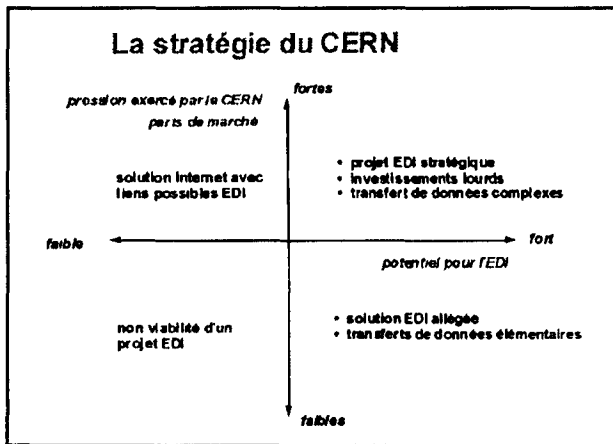 La stratégie du CERN
fortes
prossion exercé par le CERN
parts de marché
solution Internet avec
liens possibles EDI
• projet EDI stratégique
• investissements lourds
• transfert de données complexes
faible
fort
potentiel pour l'EDI
non viabilité d'un
projet EDI
• solution EDI allégée
• transferts de données élémentaires
faibles